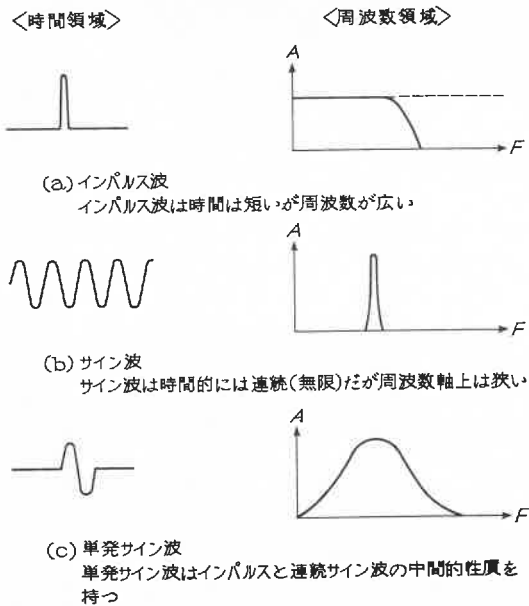 〈時間領域〉
〈周波数領域〉
A
F
(a)インパルス波
インパルス波は時間は短いが周波数が広い
A
F
(b)サイン波
サイン波は時間的には連続(無限)だが周波数軸上は狭い
A
F
(c)単発サイン波
単発サイン波はインパルスと連続サイン波の中間的性質を
持つ